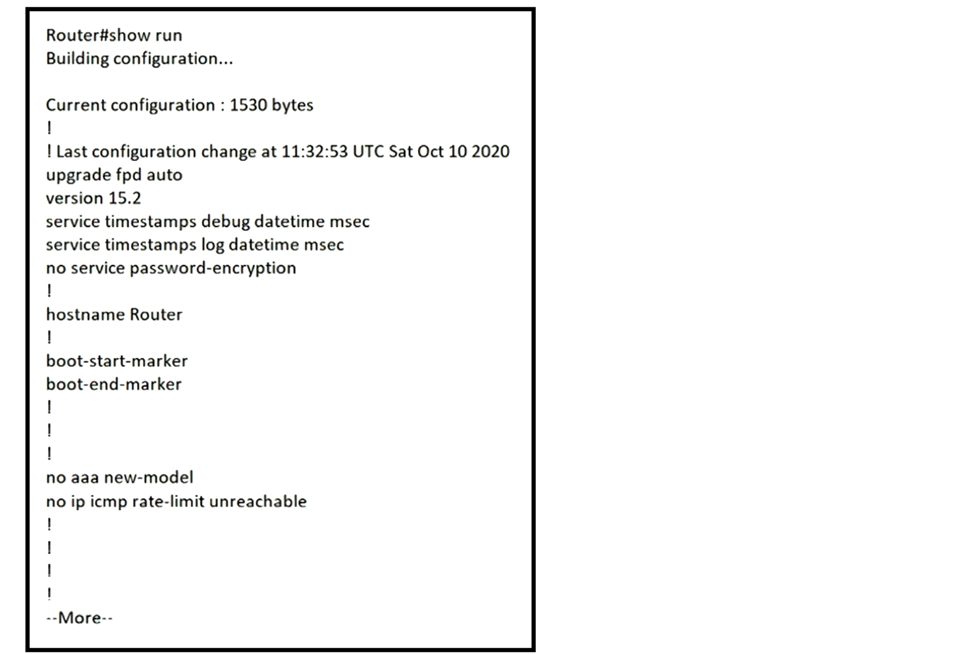 Router#show run
Building configuration...
Current configuration : 1530 bytes
!
! Last configuration change at 11:32:53 UTC Sat Oct 10 2020
upgrade fpd auto
version 15.2
service timestamps debug datetime msec
service timestamps log datetime msec
no service password-encryption
!
hostname Router
!
boot-start-marker
boot-end-marker
!
!
!
no aaa new-model
no ip icmp rate-limit unreachable
!
!
!
!
--More--